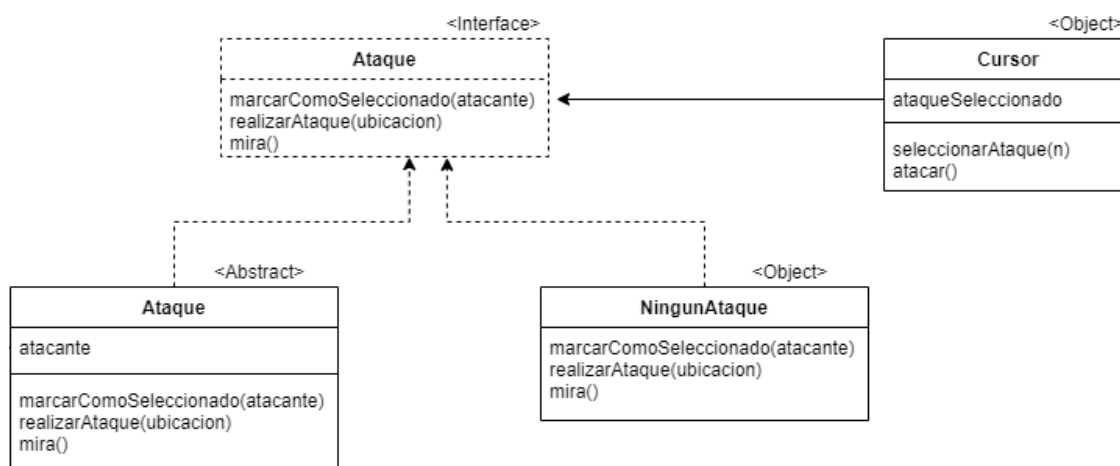 <Interface>
Ataque
marcarComoSeleccionado(atacante)
realizarAtaque(ubicacion)
mira()
<Object>
Cursor
ataqueSeleccionado
seleccionarAtaque(n)
atacar()
<Abstract>
Ataque
atacante
marcarComoSeleccionado(atacante)
realizarAtaque(ubicacion)
mira()
<Object>
NingunAtaque
marcarComoSeleccionado(atacante)
realizarAtaque(ubicacion)
mira()